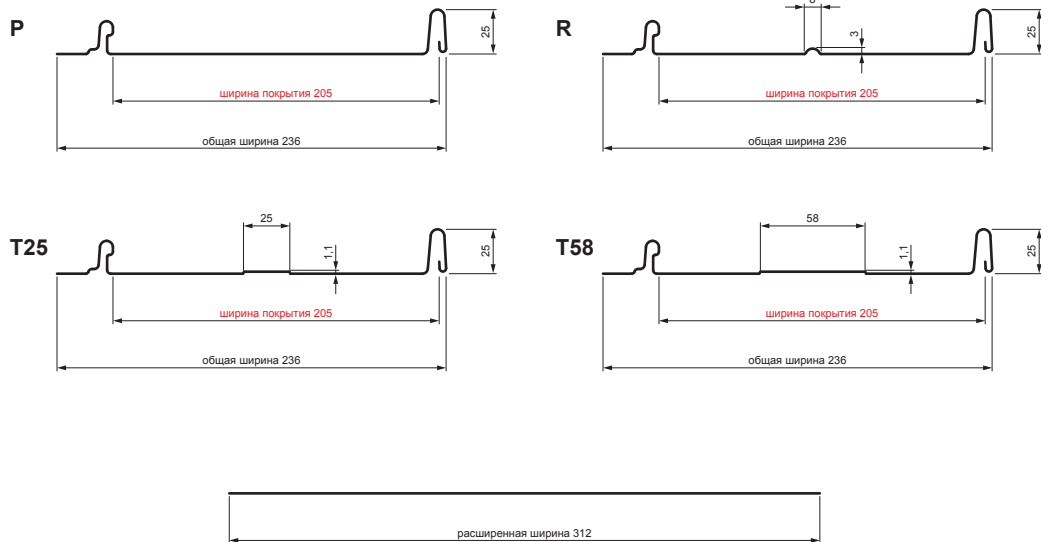 P
25
ширина покрытия 205
общая ширина 236
R
3
25
ширина покрытия 205
общая ширина 236
T25
25
1,1
25
ширина покрытия 205
общая ширина 236
T58
58
1,1
25
ширина покрытия 205
общая ширина 236
расширенная ширина 312